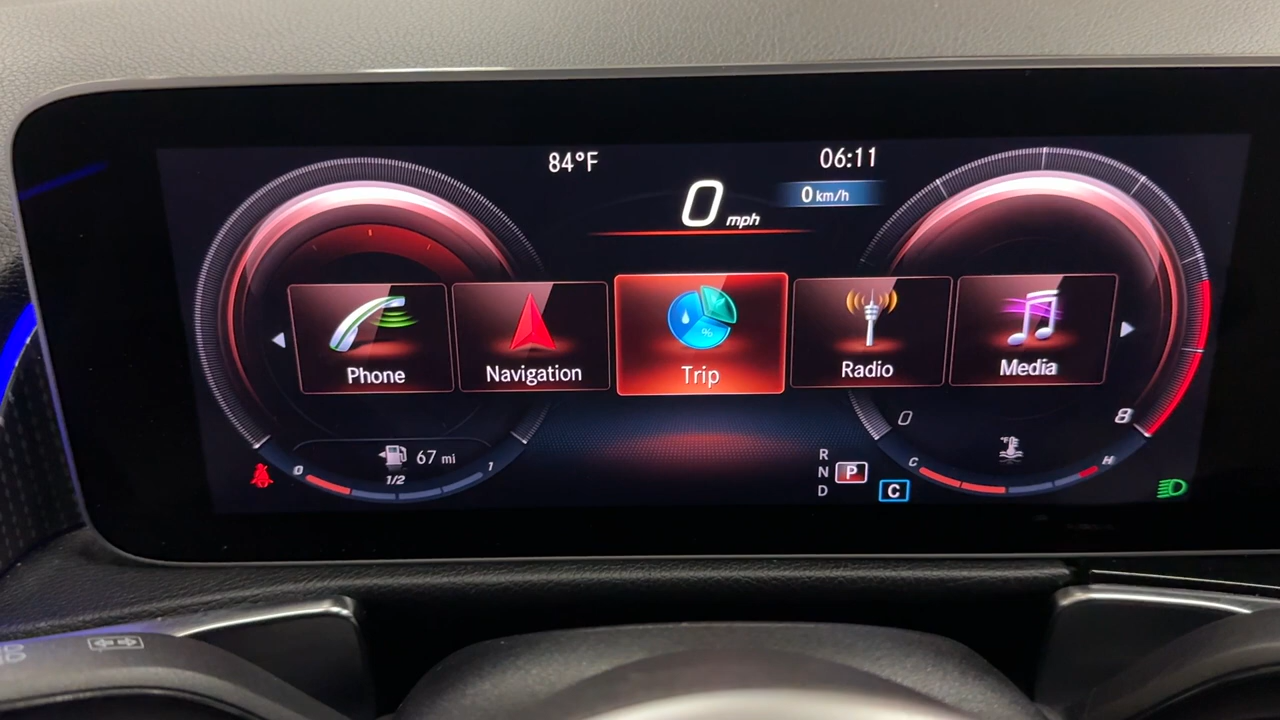 84°F
06:11
0 mph
0 km/h
Phone
Navigation
%
Trip
Radio
Media
0
8
67 mi
0
1/2
1
R
N
P
D
C
C
°F
H